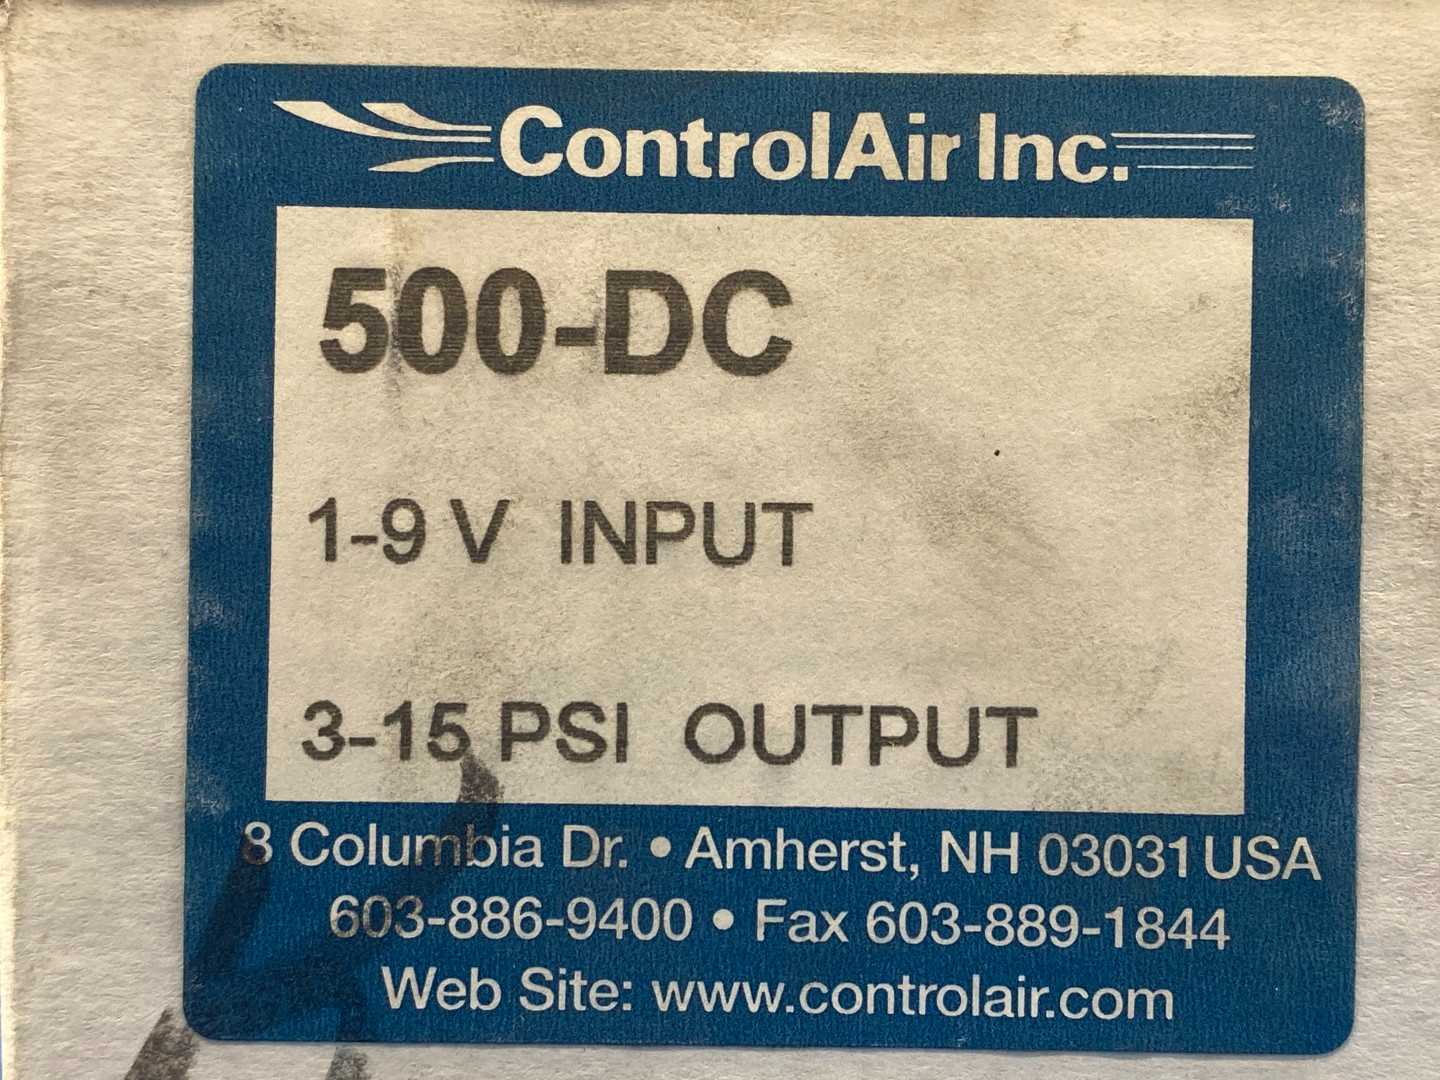 ControlAir Inc.
500-DC
1-9 V INPUT
3-15 PSI OUTPUT
8 Columbia Dr. • Amherst, NH 03031 USA
603-886-9400 • Fax 603-889-1844
Web Site: www.controlair.com